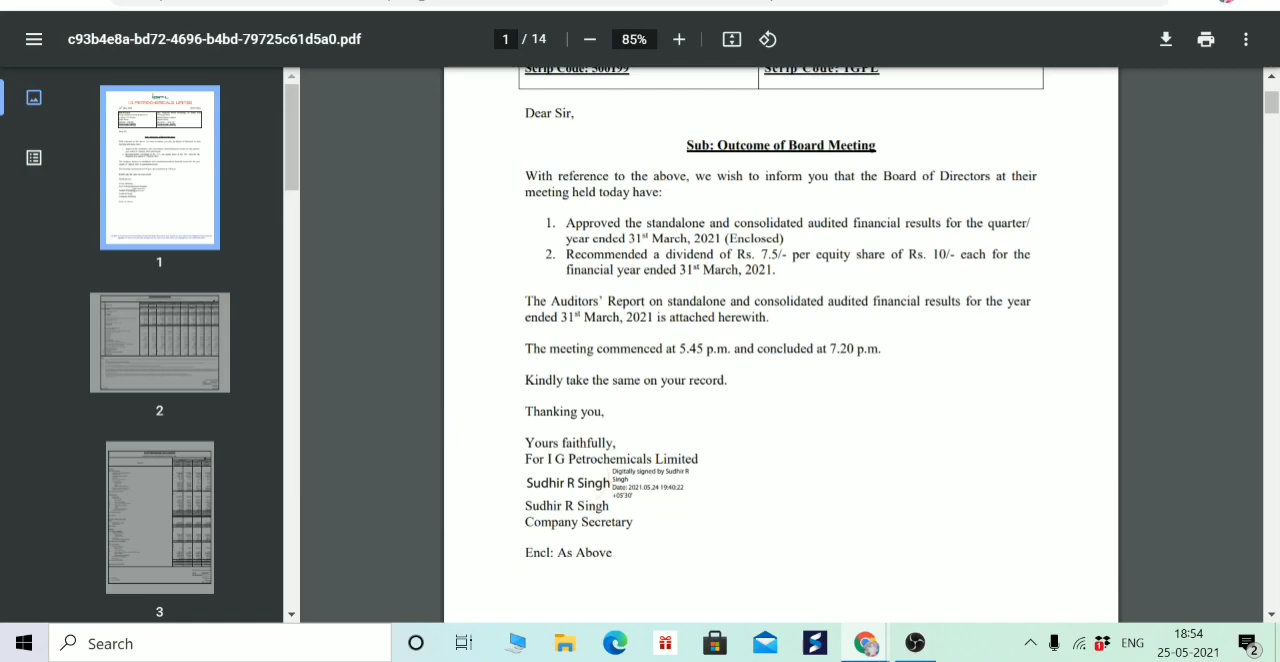 c93b4e8a-bd72-4696-b4bd-79725c61d5a0.pdf
1 / 14
85%
Scrip Code: 500199
Scrip Code: IGPL
Dear Sir,
Sub: Outcome of Board Meeting
With reference to the above, we wish to inform you that the Board of Directors at their
meeting held today have:
1. Approved the standalone and consolidated audited financial results for the quarter/
year ended 31st March, 2021 (Enclosed)
2. Recommended a dividend of Rs. 7.5/- per equity share of Rs. 10/- each for the
financial year ended 31st March, 2021.
The Auditors' Report on standalone and consolidated audited financial results for the year
ended 31st March, 2021 is attached herewith.
The meeting commenced at 5.45 p.m. and concluded at 7.20 p.m.
Kindly take the same on your record.
Thanking you,
Yours faithfully,
For I G Petrochemicals Limited
Sudhir R Singh
Digitally signed by Sudhir R
Singh
Date: 2021.05.24 19:40:22
+05'30'
Sudhir R Singh
Company Secretary
Encl: As Above
1
2
3
Search
ENG
18:54
25-05-2021
2